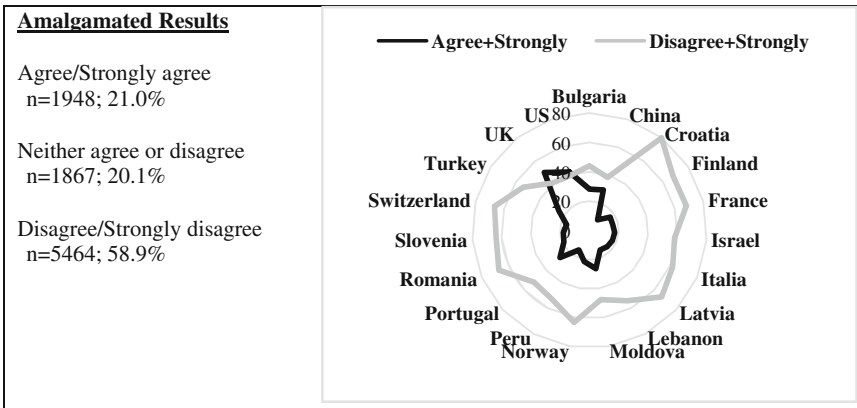 Amalgamated Results
Agree/Strongly agree
n=1948; 21.0%
Neither agree or disagree
n=1867; 20.1%
Disagree/Strongly disagree
n=5464; 58.9%
Agree+Strongly
Disagree+Strongly
Bulgaria
China
Croatia
Finland
France
Israel
Italia
Latvia
Lebanon
Moldova
Norway
Peru
Portugal
Romania
Slovenia
Switzerland
Turkey
UK
US
80
60
40
20
0